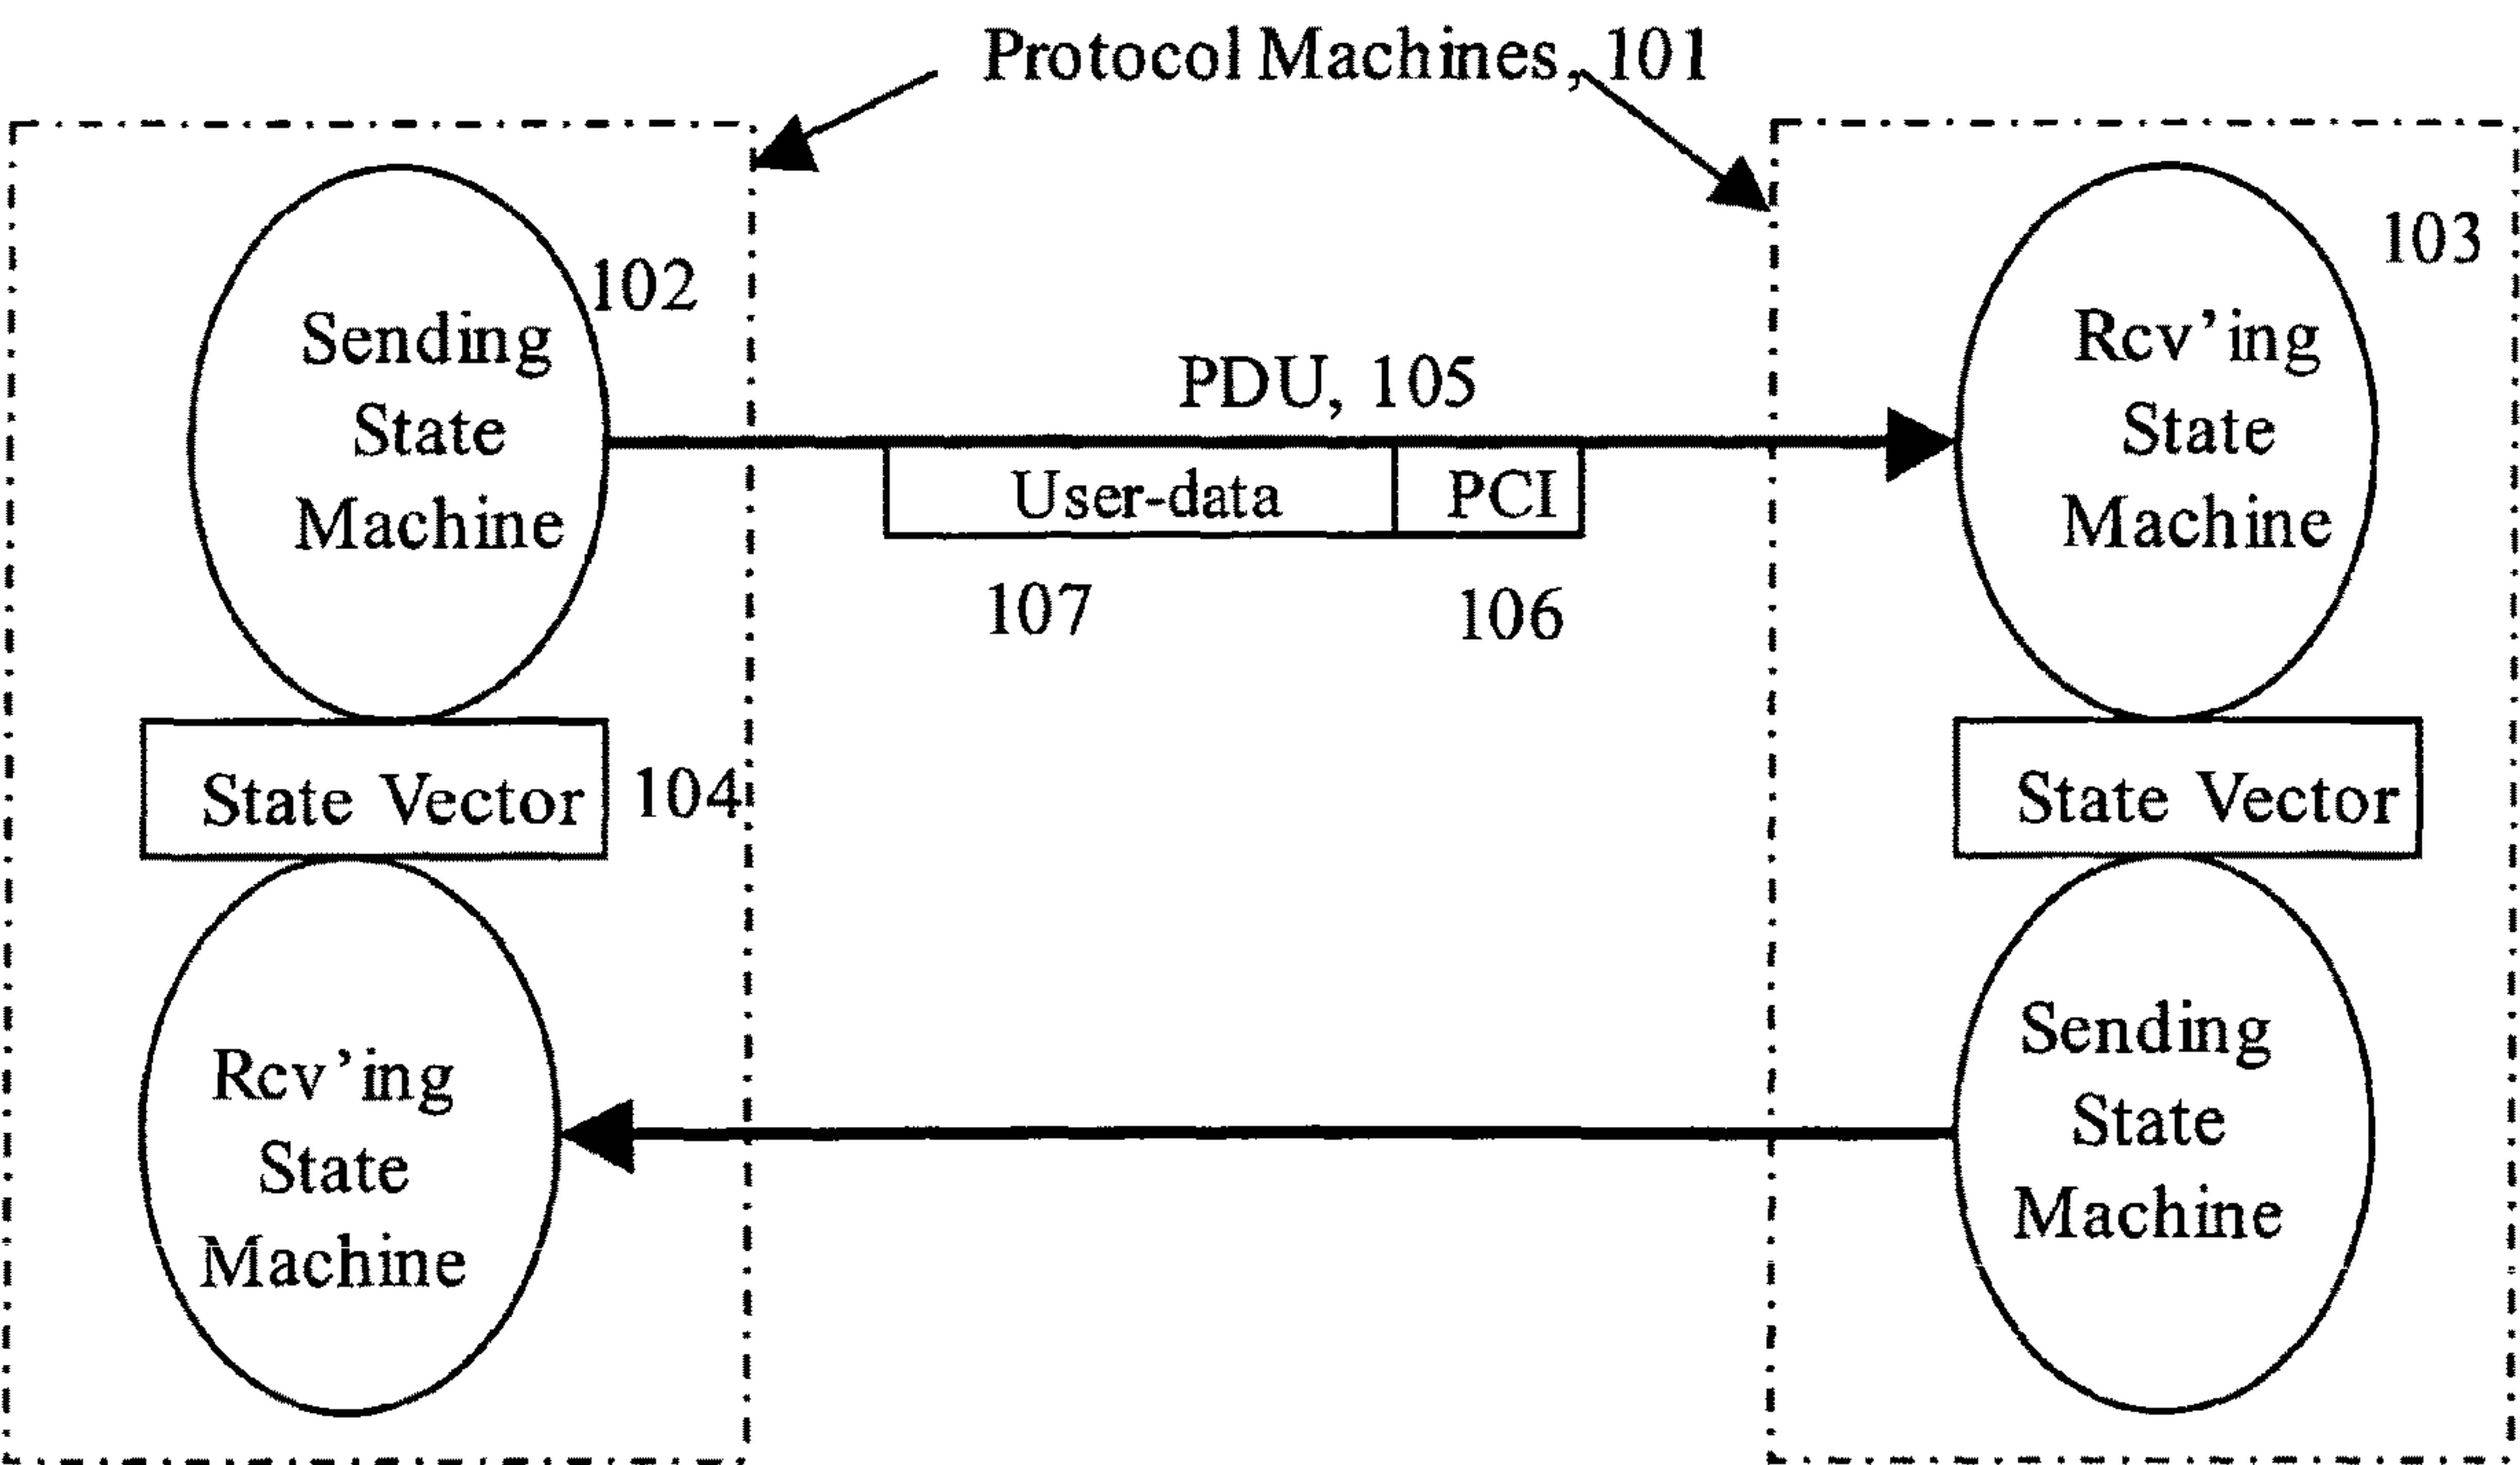 Protocol Machines, 101
102
Sending
State
Machine
State Vector
104
Rcv'ing
State
Machine
PDU, 105
User-data
PCI
107
106
103
Rcv'ing
State
Machine
State Vector
Sending
State
Machine